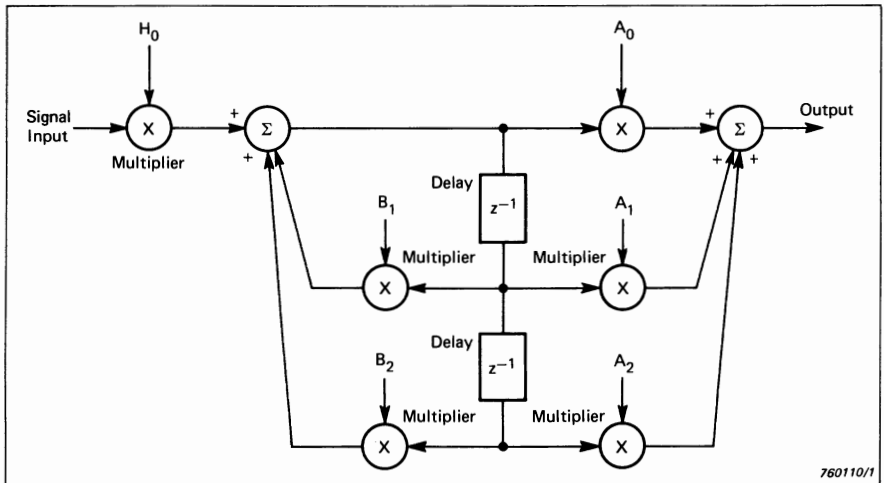 H₀
A₀
Signal
Input
X
Multiplier
+
+
Σ
X
+
+
+
Σ
Output
Delay
z⁻¹
B₁
A₁
Multiplier
Multiplier
X
X
Delay
z⁻¹
B₂
A₂
Multiplier
Multiplier
X
X
760110/1